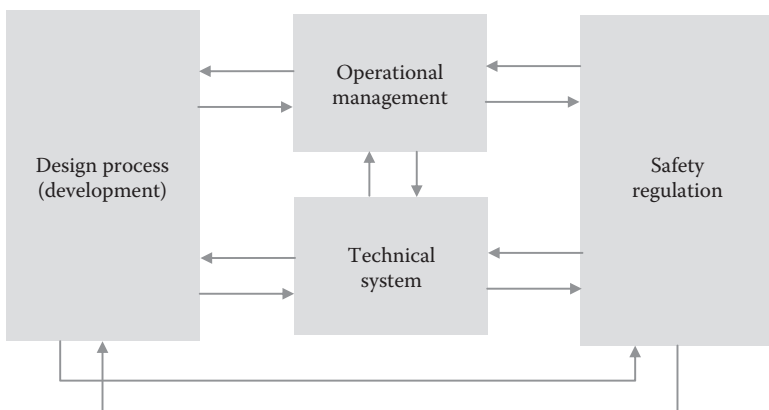 Design process
(development)
Operational
management
Technical
system
Safety
regulation